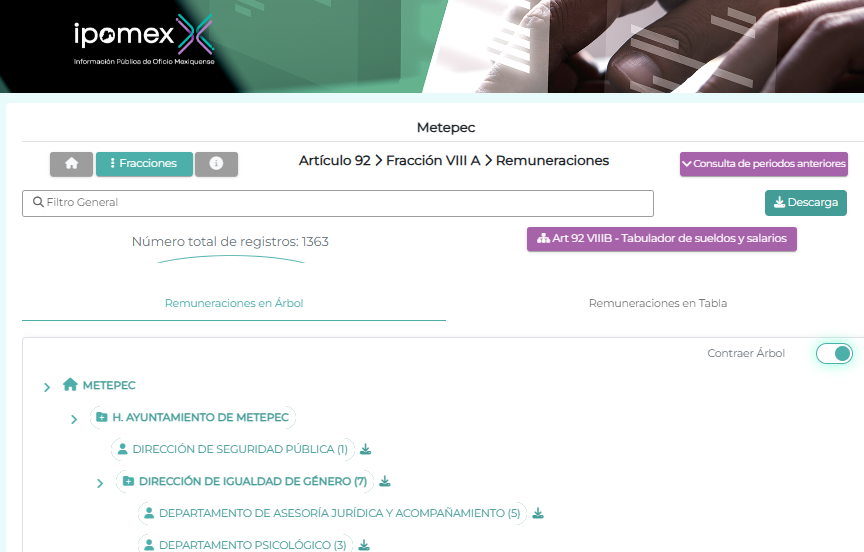 ipomex
Información Pública de Oficio Mexiquense
Metepec
Fracciones
Artículo 92 > Fracción VIII A > Remuneraciones
Consulta de periodos anteriores
Filtro General
Descarga
Número total de registros: 1363
Art 92 VIIIB - Tabulador de sueldos y salarios
Remuneraciones en Árbol
Remuneraciones en Tabla
Contraer Árbol
METEPEC
H. AYUNTAMIENTO DE METEPEC
DIRECCIÓN DE SEGURIDAD PÚBLICA (1)
DIRECCIÓN DE IGUALDAD DE GÉNERO (7)
DEPARTAMENTO DE ASESORÍA JURÍDICA Y ACOMPAÑAMIENTO (5)
DEPARTAMENTO PSICOLÓGICO (3)